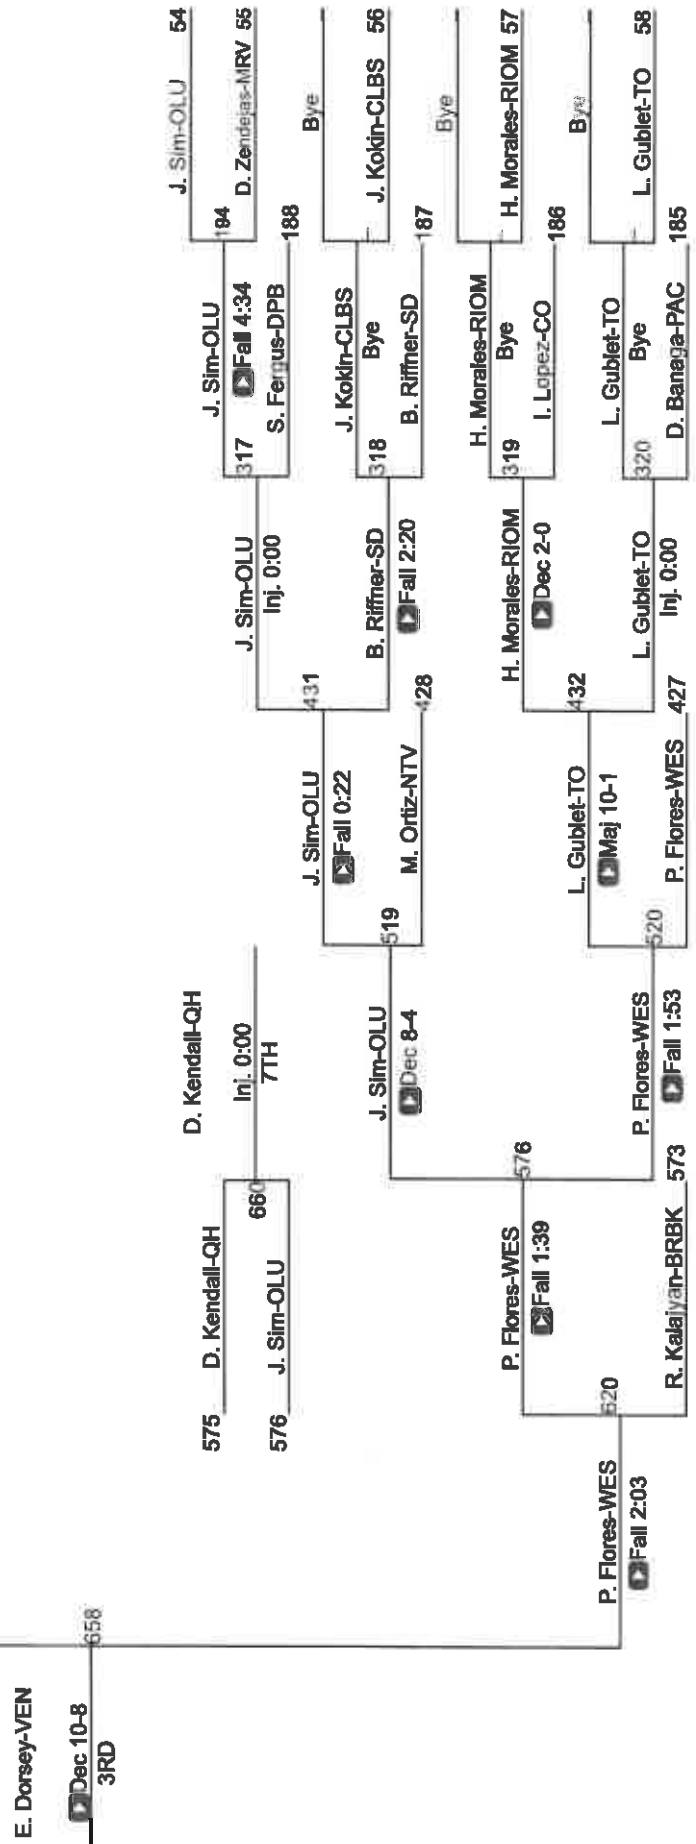 J. Sim-OLU 54
D. Zendejas-MRV 55
Bye
J. Kokin-CLBS 56
Bye
H. Morales-RIOM 57
Bye
L. Gublet-TO 58
194
J. Sim-OLU
Fall 4:34
S. Fergus-DPB 188
J. Kokin-CLBS
Bye
B. Riffner-SD 187
H. Morales-RIOM
Bye
I. Lopez-CO 186
L. Gublet-TO
Bye
D. Banaga-PAC 185
317
318
319
320
J. Sim-OLU
Inj. 0:00
B. Riffner-SD
Fall 2:20
H. Morales-RIOM
Dec 2-0
L. Gublet-TO
Inj. 0:00
431
432
J. Sim-OLU
Fall 0:22
M. Ortiz-NTV 428
L. Gublet-TO
Maj 10-1
P. Flores-WES 427
519
520
D. Kendall-QH
Inj. 0:00
7TH
J. Sim-OLU
Dec 8-4
P. Flores-WES
Fall 1:53
660
576
575 D. Kendall-QH
576 J. Sim-OLU
P. Flores-WES
Fall 1:39
R. Kalajyan-BRBK 573
620
P. Flores-WES
Fall 2:03
658
E. Dorsey-VEN
Dec 10-8
3RD